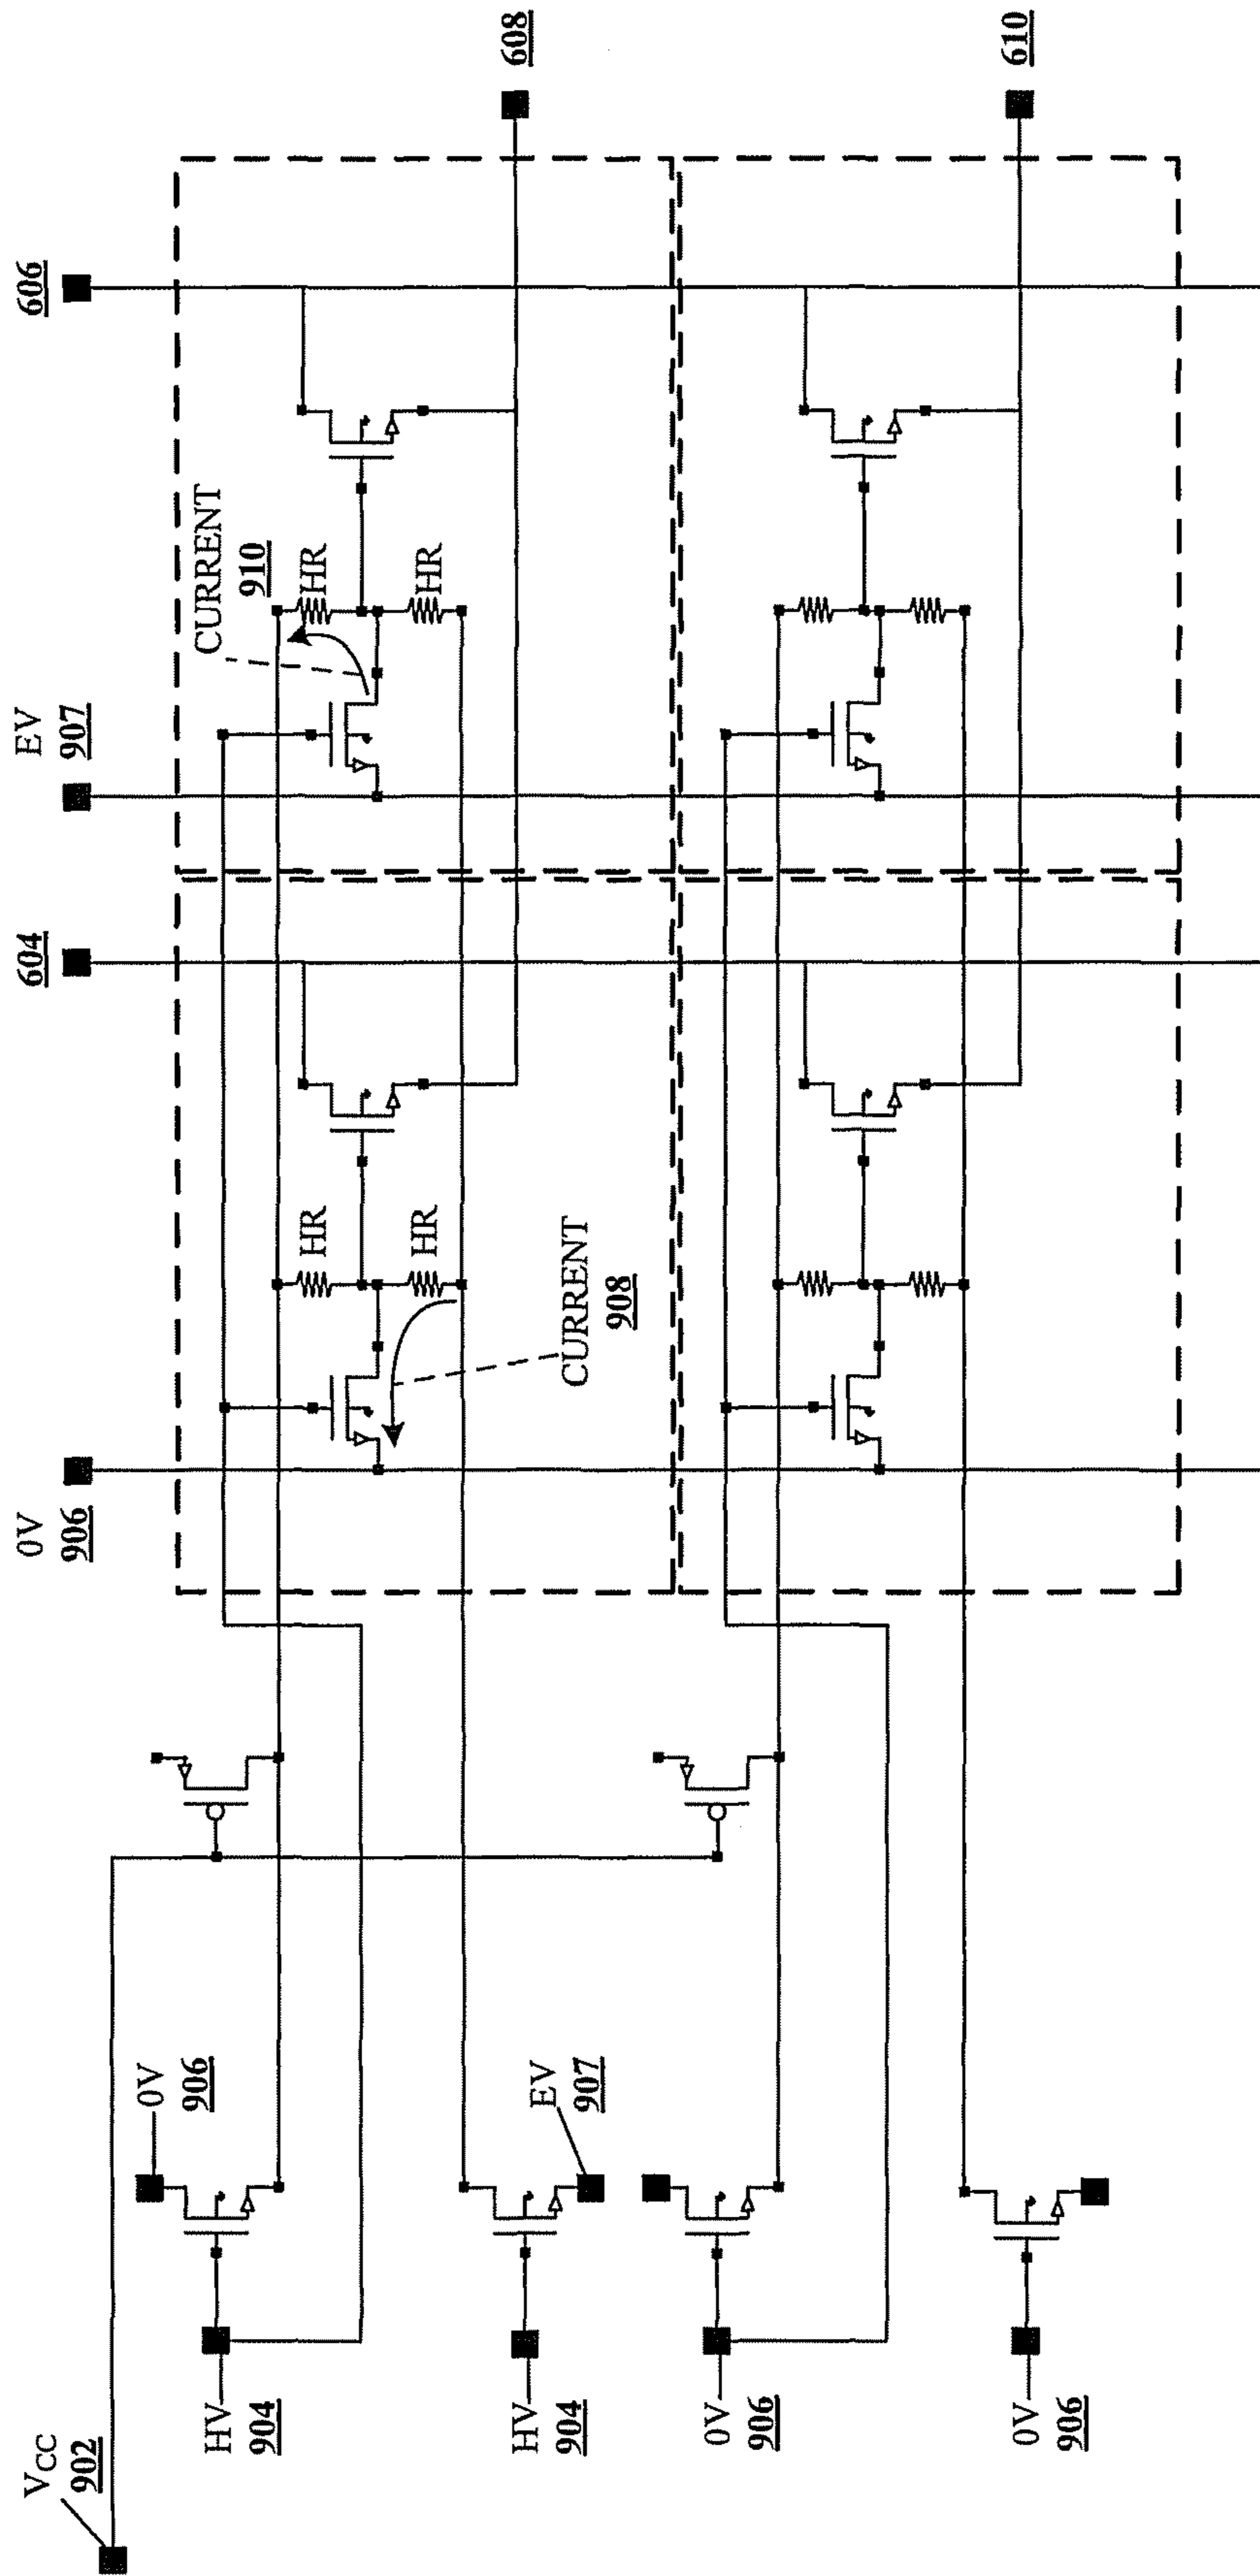 608
610
606
CURRENT
910
HR
HR
EV
907
604
HR
HR
CURRENT
908
0V
906
0V
906
EV
907
HV
904
HV
904
0V
906
0V
906
VCC
902